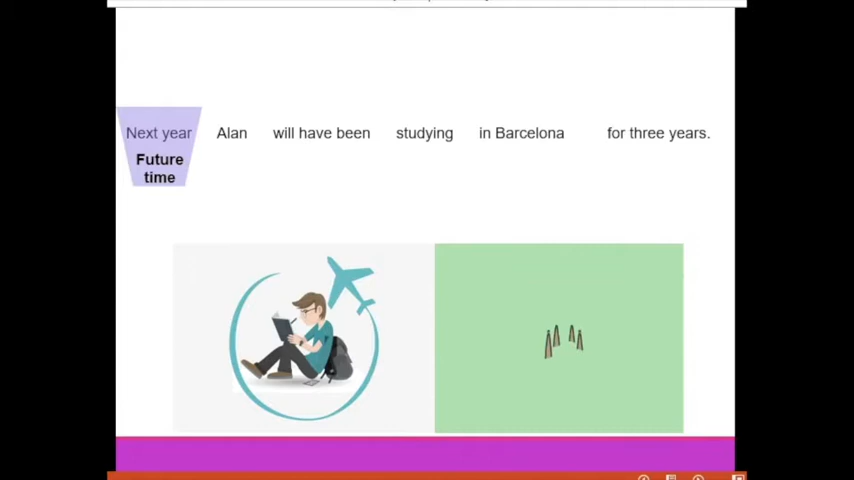 Next year Alan will have been studying in Barcelona for three years.
Future
time